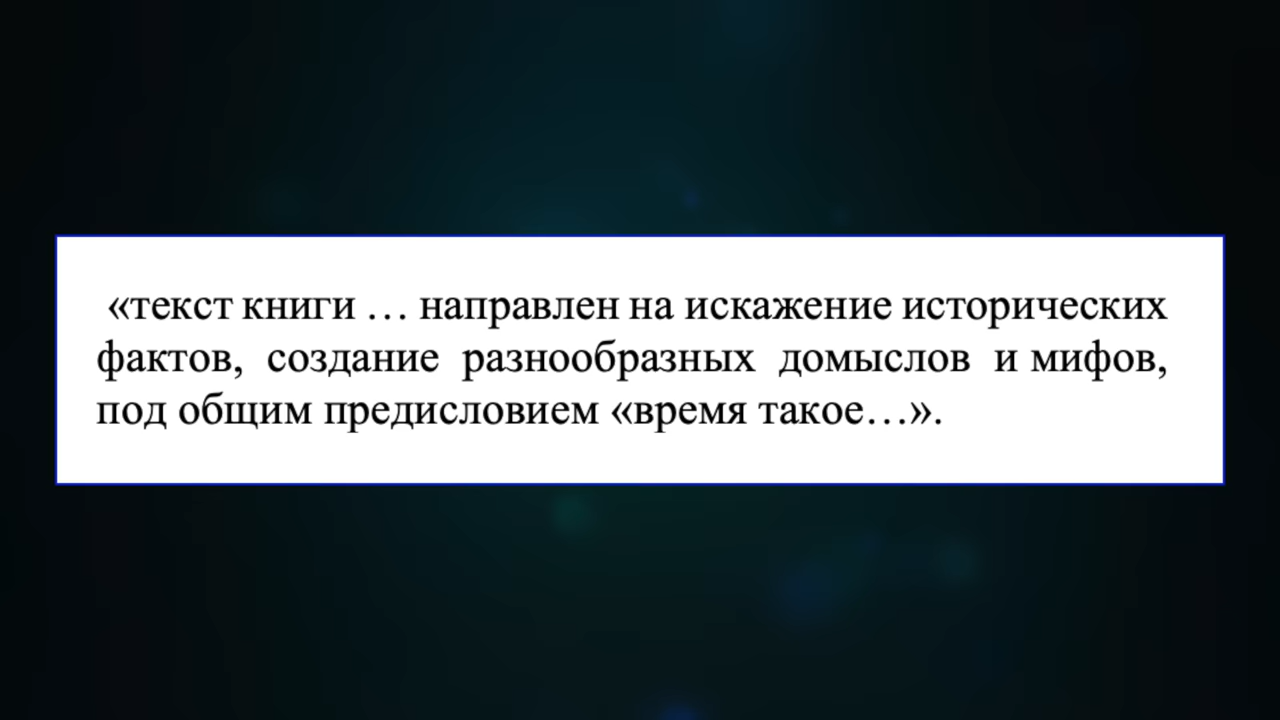 «текст книги … направлен на искажение исторических
фактов, создание разнообразных домыслов и мифов,
под общим предисловием «время такое…».